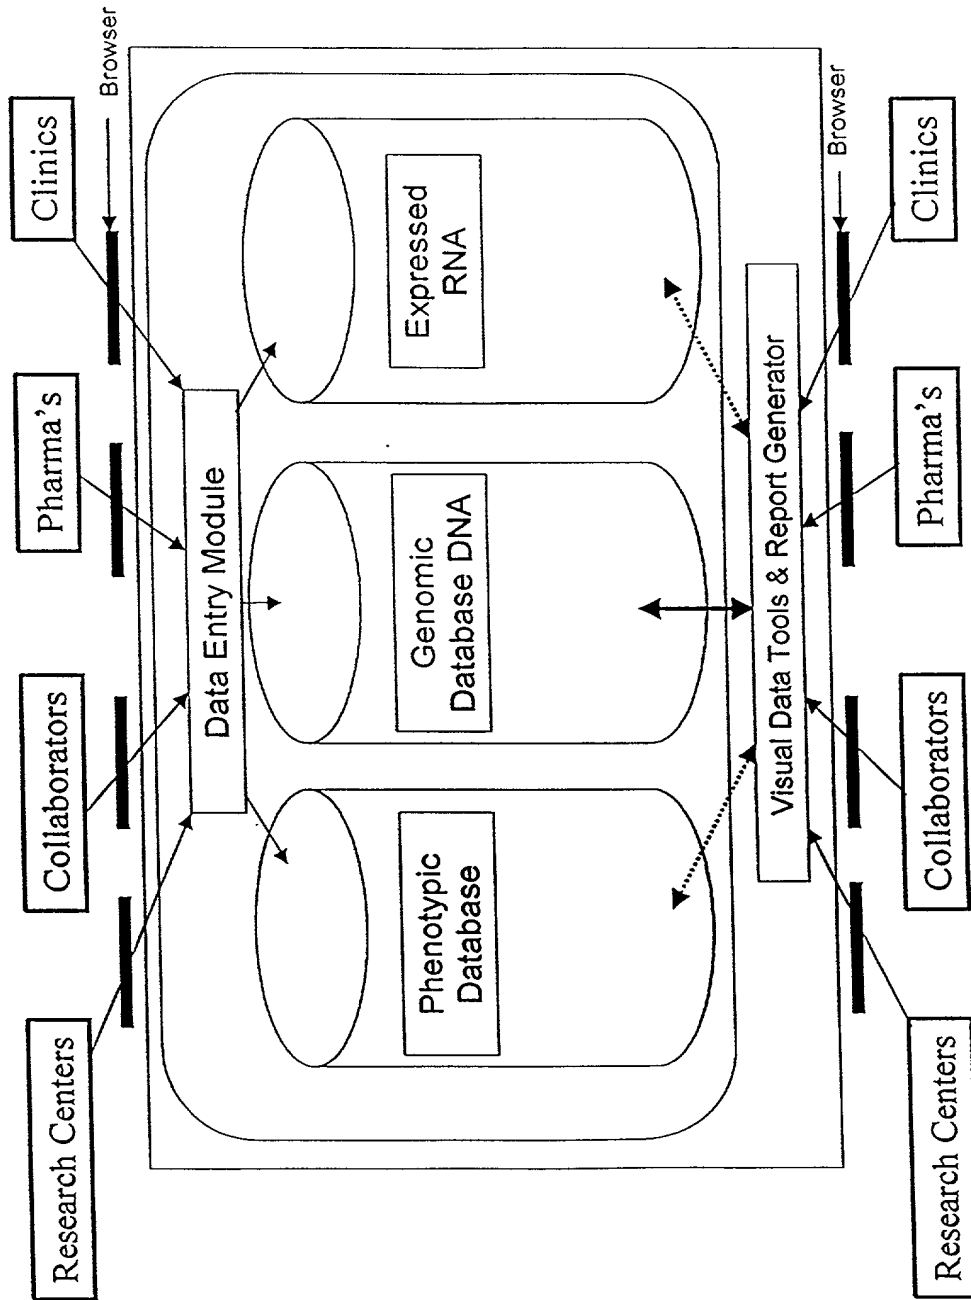 Research Centers
Collaborators
Pharma's
Clinics
Browser
Data Entry Module
Phenotypic
Database
Genomic
Database DNA
Expressed
RNA
Visual Data Tools & Report Generator
Browser
Research Centers
Collaborators
Pharma's
Clinics